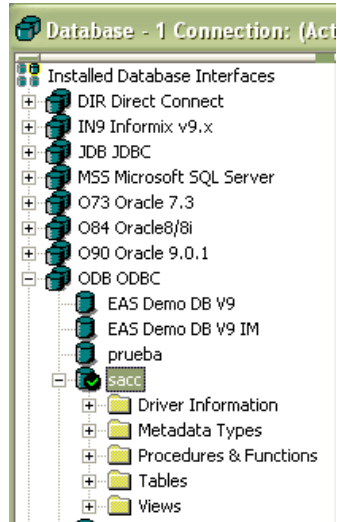 Database - 1 Connection: (Act
Installed Database Interfaces
DIR Direct Connect
IN9 Informix v9.x
JDB JDBC
MSS Microsoft SQL Server
O73 Oracle 7.3
O84 Oracle8/8i
O90 Oracle 9.0.1
ODB ODBC
EAS Demo DB V9
EAS Demo DB V9 IM
prueba
sacc
Driver Information
Metadata Types
Procedures & Functions
Tables
Views